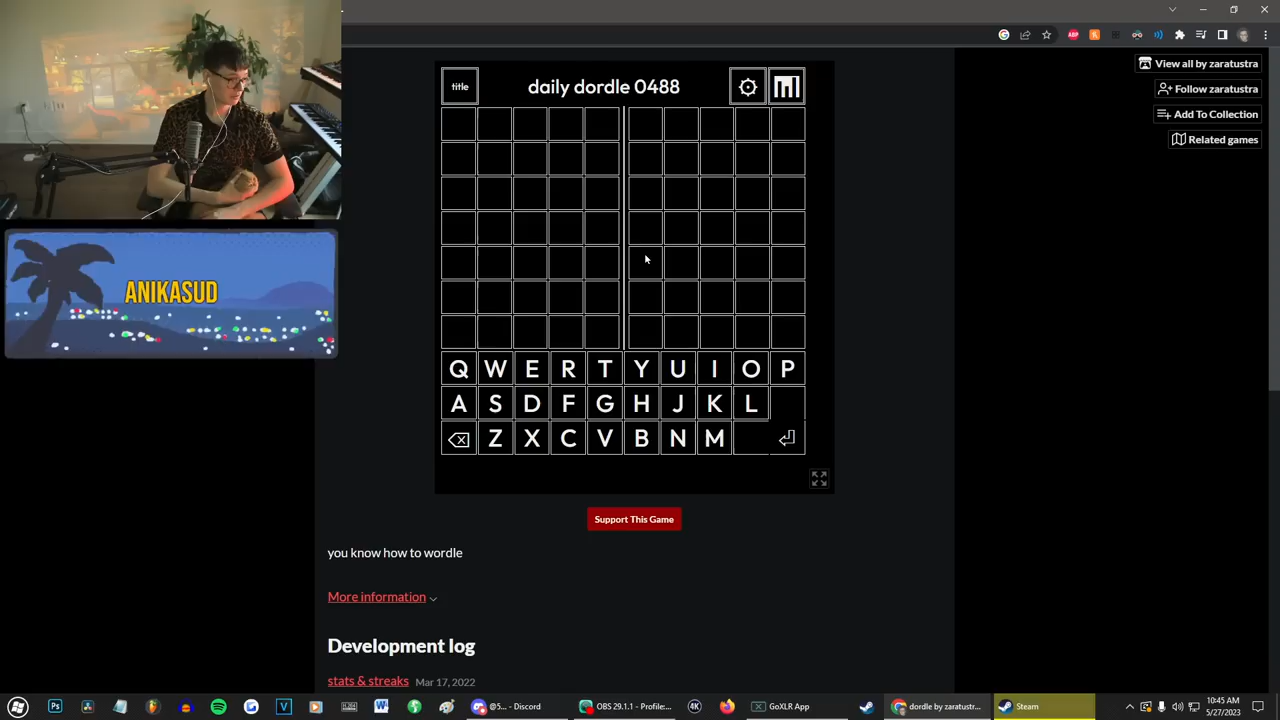 View all by zaratustra
Follow zaratustra
Add To Collection
Related games
title
daily dordle 0488
ANIKASUD
Q W E R T Y U I O P
A S D F G H J K L
Z X C V B N M
Support This Game
you know how to wordle
More information
Development log
stats & streaks Mar 17, 2022
@5... - Discord
OBS 29.1.1 - Profile:...
GoXLR App
dordle by zaratustr...
Steam
10:45 AM
5/27/2023